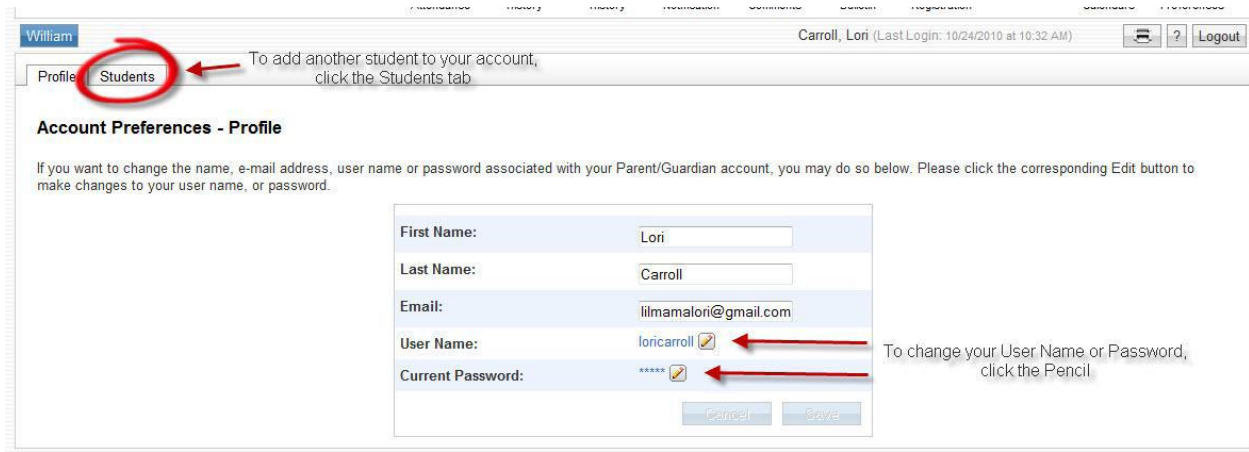 William
Carroll, Lori (Last Login: 10/24/2010 at 10:32 AM)
? Logout
Profile Students
To add another student to your account,
click the Students tab
Account Preferences - Profile
If you want to change the name, e-mail address, user name or password associated with your Parent/Guardian account, you may do so below. Please click the corresponding Edit button to
make changes to your user name, or password.
First Name: Lori
Last Name: Carroll
Email: lilmamalori@gmail.com
User Name: loricarroll
Current Password: *****
To change your User Name or Password,
click the Pencil
Cancel Save